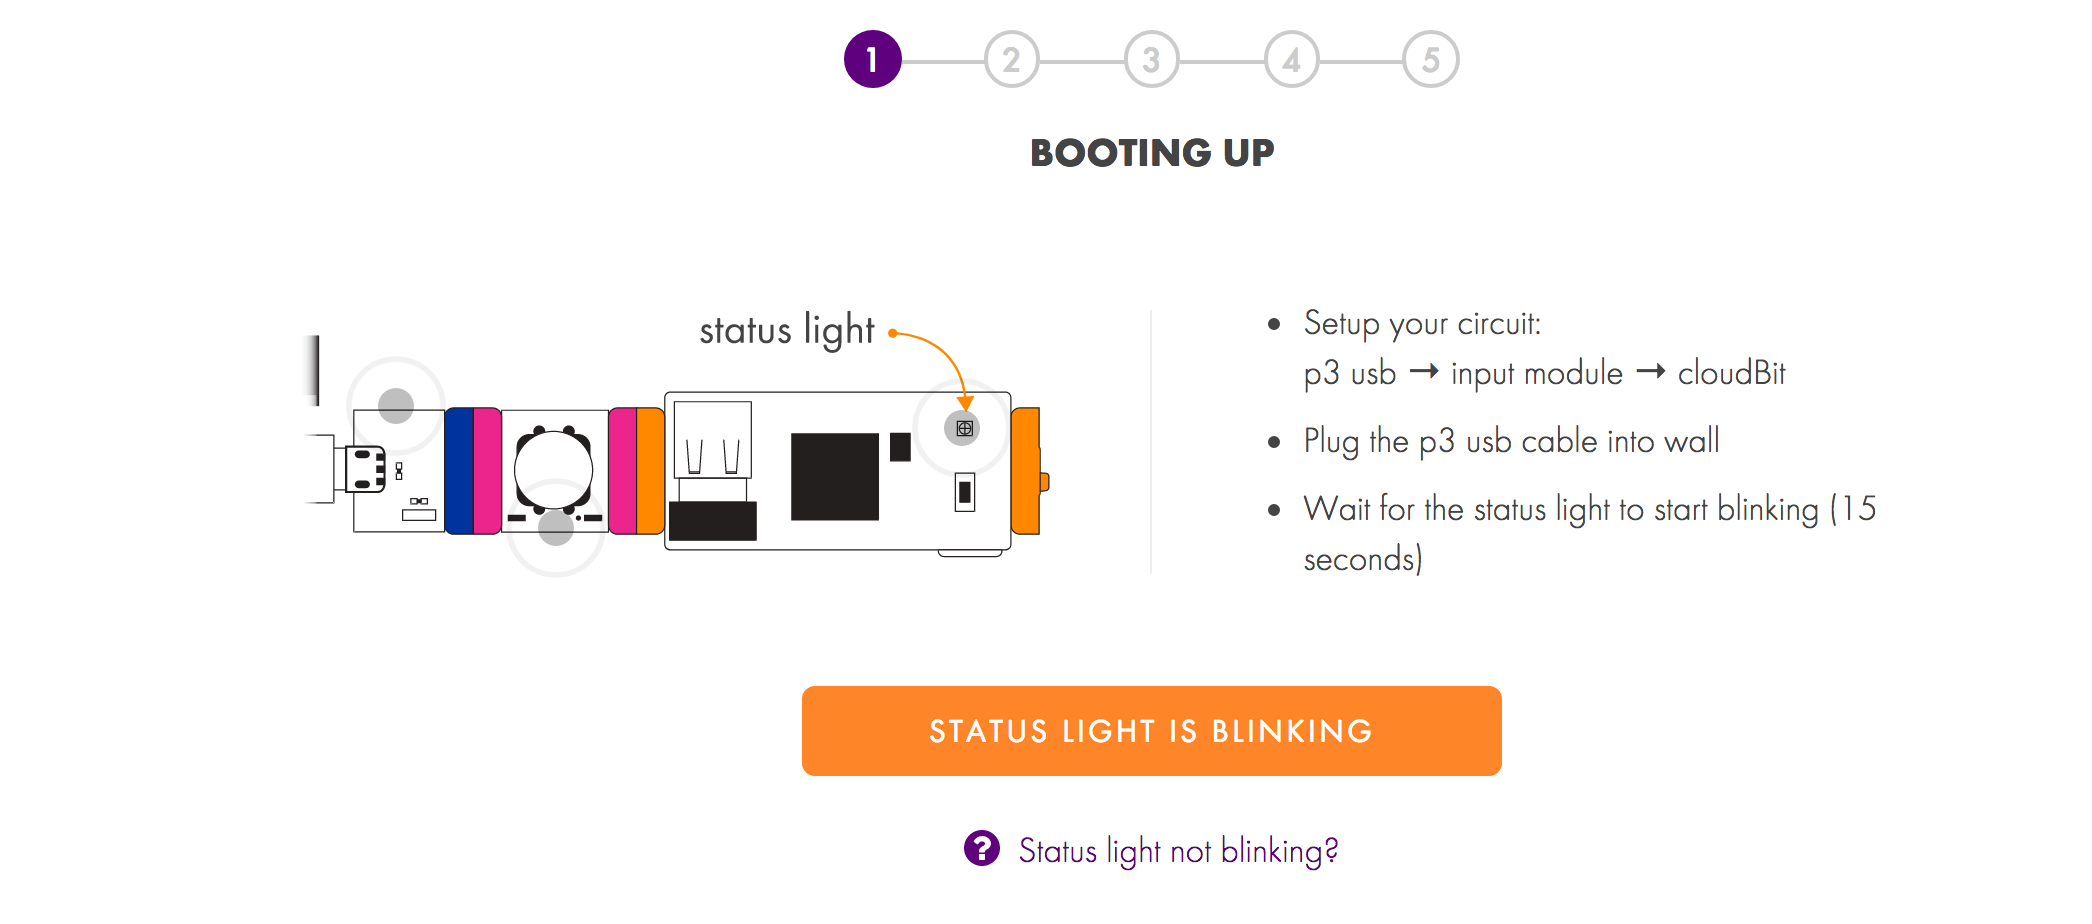 1 2 3 4 5
BOOTING UP
status light
Setup your circuit:
p3 usb → input module → cloudBit
Plug the p3 usb cable into wall
Wait for the status light to start blinking (15
seconds)
STATUS LIGHT IS BLINKING
? Status light not blinking?